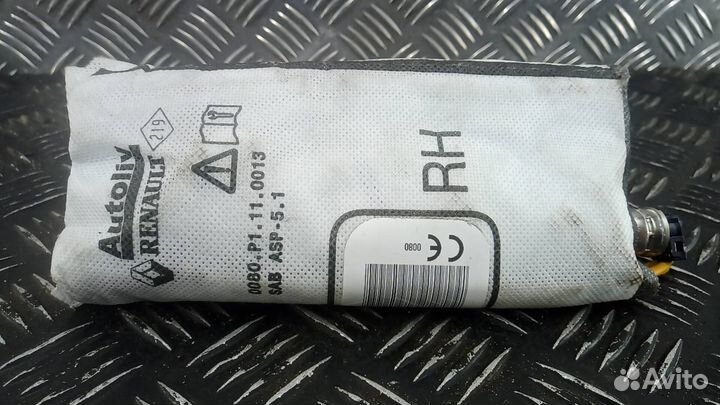 Autoliv
RENAULT
219
0080.P1.11.0013
SAB ASP-5.1
RH
CE
0080
Avito